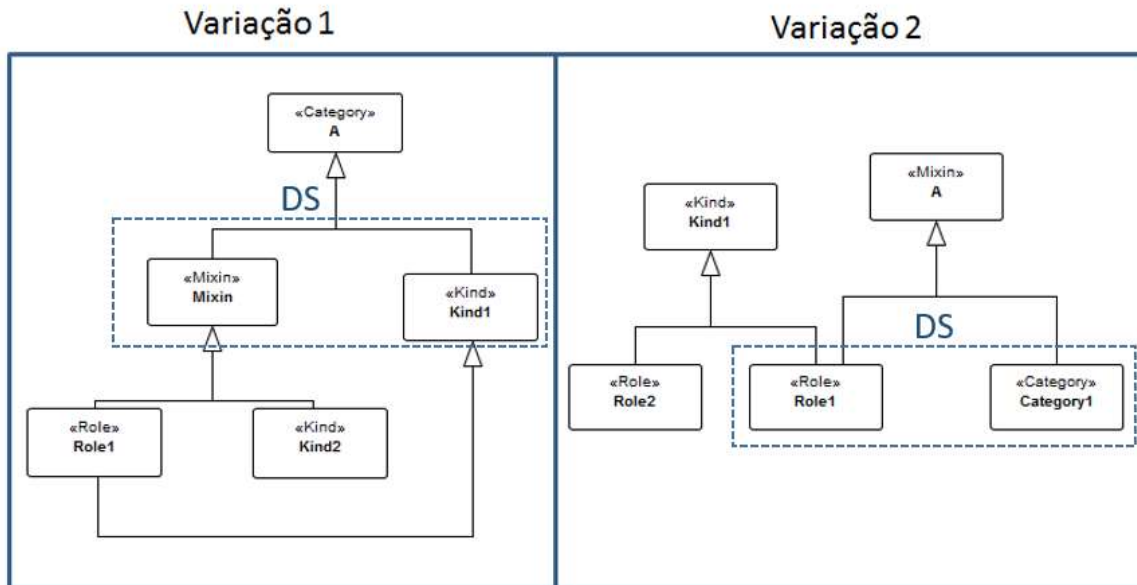 Variação 1
«Category»
A
DS
«Mixin»
Mixin
«Kind»
Kind1
«Role»
Role1
«Kind»
Kind2
Variação 2
«Mixin»
A
«Kind»
Kind1
DS
«Role»
Role2
«Role»
Role1
«Category»
Category1